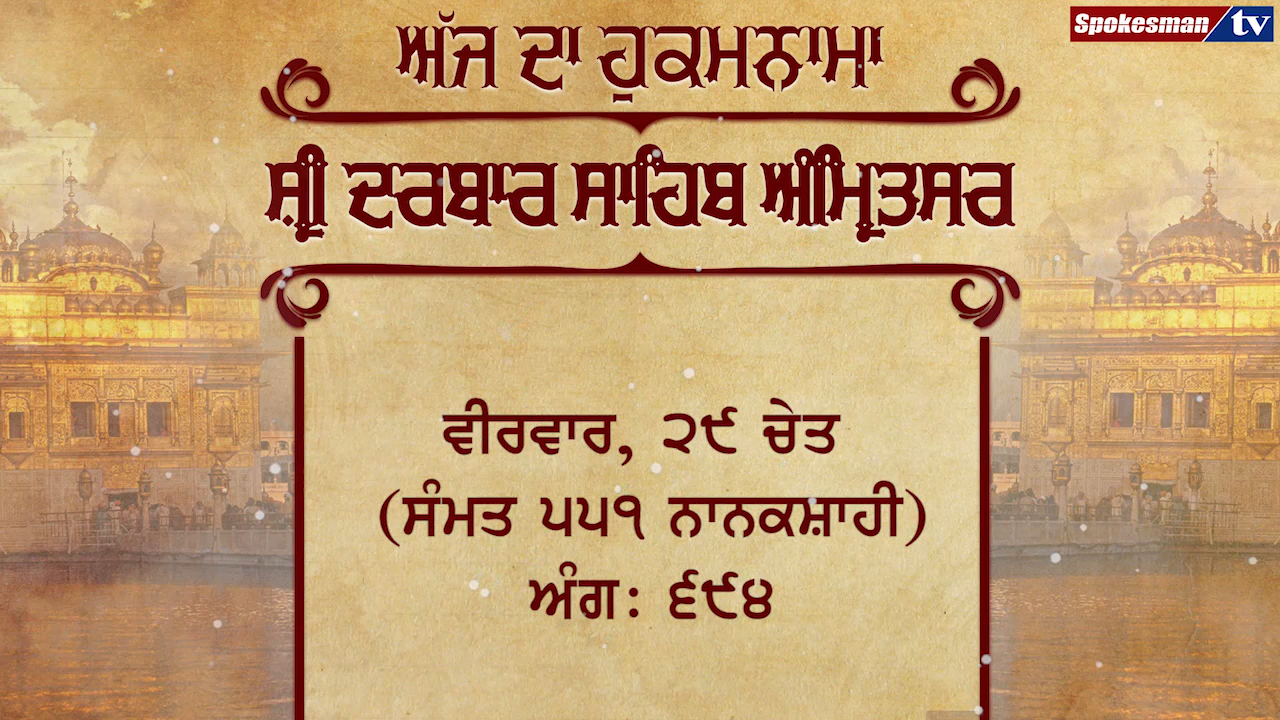 Spokesman tv
ਅੱਜ ਦਾ ਹੁਕਮਨਾਮਾ
ਸ਼੍ਰੀ ਦਰਬਾਰ ਸਾਹਿਬ ਅੰਮ੍ਰਿਤਸਰ
ਵੀਰਵਾਰ, ੨੯ ਚੇਤ
(ਸੰਮਤ ੫੫੧ ਨਾਨਕਸ਼ਾਹੀ)
ਅੰਗ: ੬੯੪